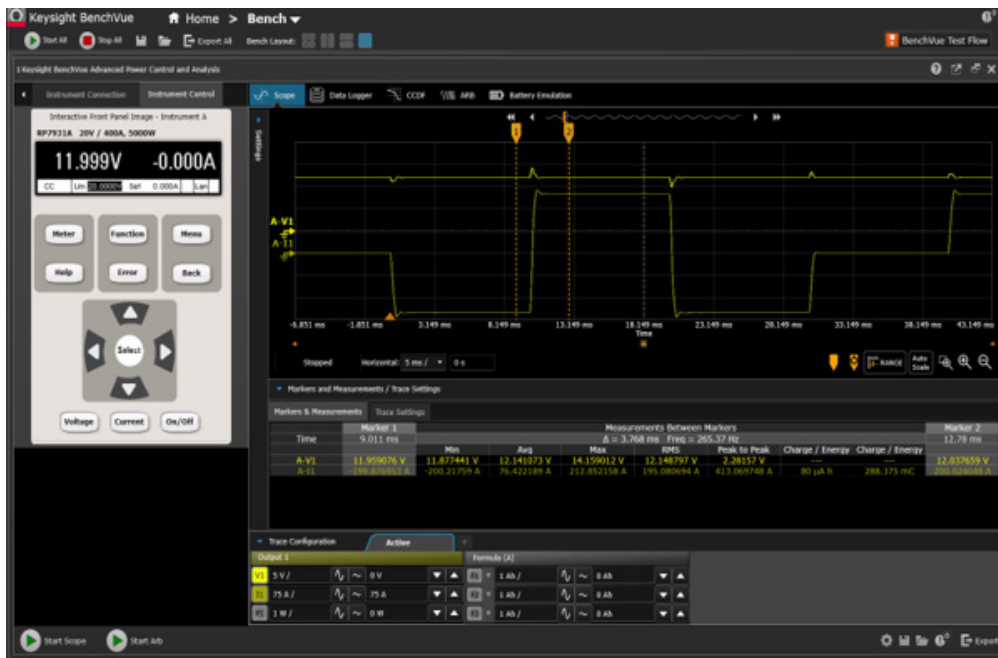 Keysight BenchVue
Home > Bench
Start All Stop All Export All Bench Layout: BenchVue Test Flow
1 Keysight BenchVue Advanced Power Control and Analysis
Instrument Connection Instrument Control Scope Data Logger CCDF ARB Battery Emulation
Interactive Front Panel Image - Instrument A
RP7931A 20V / 400A, 5000W
11.999V -0.000A
CC Lim 20.0000V Set 0.000A Lan
Meter Function Menu
Help Error Back
Select
Voltage Current On/Off
Settings
1 2
A-V1
A-I1
-6.851 ms -1.851 ms 3.149 ms 8.149 ms 13.149 ms 18.149 ms 23.149 ms 28.149 ms 33.149 ms 38.149 ms 43.149 ms
Time
Stopped Horizontal: 5 ms / 0 s RANGE Auto Scale
Markers and Measurements / Trace Settings
Markers & Measurements Trace Settings
Marker 1 Measurements Between Markers Marker 2
Time 9.011 ms Δ = 3.768 ms Freq = 265.37 Hz 12.78 ms
Min Avg Max RMS Peak to Peak Charge / Energy Charge / Energy
A-V1 11.959076 V 11.877441 V 12.141073 V 14.159012 V 12.148797 V 2.28157 V --- --- 12.037659 V
A-I1 -199.876953 A -200.21759 A 76.422189 A 212.852158 A 195.080694 A 413.069748 A 80 µA h 288.375 mC 200.024048 A
Trace Configuration Active +
Output 1 Formula (A)
V1 5 V / 0 V F1 1 Ah / 0 Ah
I1 75 A / 75 A F2 1 Ah / 0 Ah
P1 1 W / 0 W F3 1 Ah / 0 Ah
Start Scope Start Arb Export